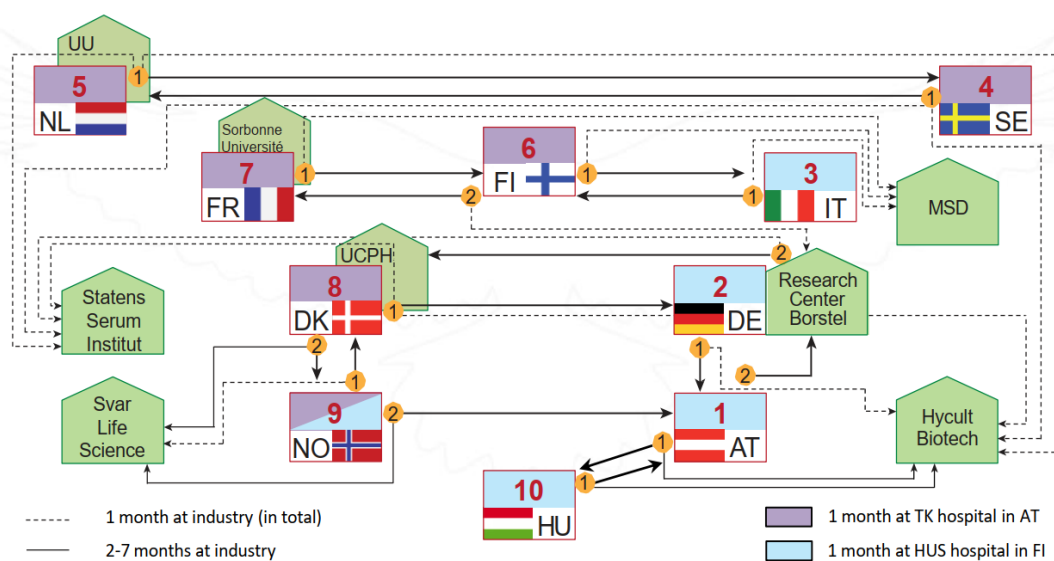 UU
1
5
NL
4
1
SE
Sorbonne
Université
7
1
FR
6
FI
1
2
3
1
IT
MSD
UCPH
2
8
DK
1
2
2
DE
Research
Center
Borstel
Statens
Serum
Institut
2
1
1
2
Svar
Life
Science
9
2
NO
1
1
AT
Hycult
Biotech
10
1
HU
1 month at industry (in total)
2-7 months at industry
1 month at TK hospital in AT
1 month at HUS hospital in FI